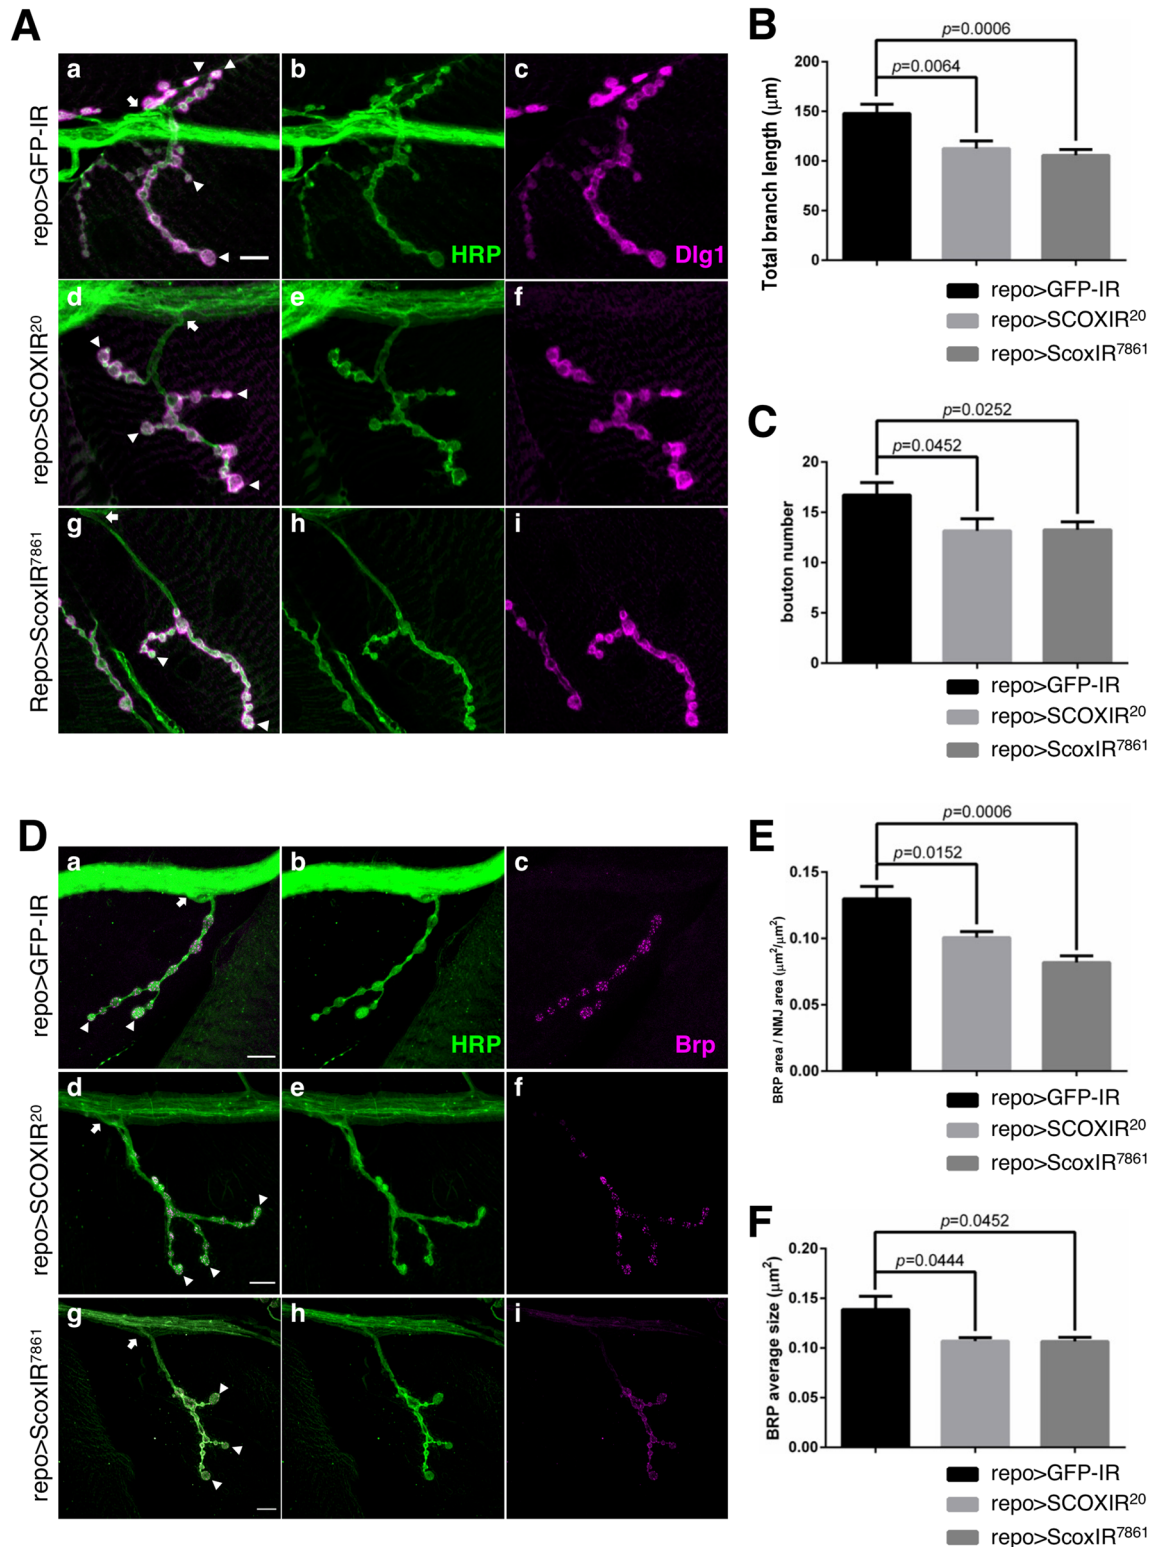 A
a
b
c
repo>GFP-IR
HRP
Dlg1
d
e
f
repo>SCOXIR20
g
h
i
Repo>ScoxIR7861
B
p=0.0006
p=0.0064
Total branch length (μm)
200
150
100
50
0
repo>GFP-IR
repo>SCOXIR20
repo>ScoxIR7861
C
p=0.0252
p=0.0452
bouton number
20
15
10
5
0
repo>GFP-IR
repo>SCOXIR20
repo>ScoxIR7861
D
a
b
c
repo>GFP-IR
HRP
Brp
d
e
f
repo>SCOXIR20
g
h
i
repo>ScoxIR7861
E
p=0.0006
p=0.0152
BRP area / NMJ area (μm2/μm2)
0.15
0.10
0.05
0.00
repo>GFP-IR
repo>SCOXIR20
repo>ScoxIR7861
F
p=0.0452
p=0.0444
BRP average size (μm2)
0.20
0.15
0.10
0.05
0.00
repo>GFP-IR
repo>SCOXIR20
repo>ScoxIR7861